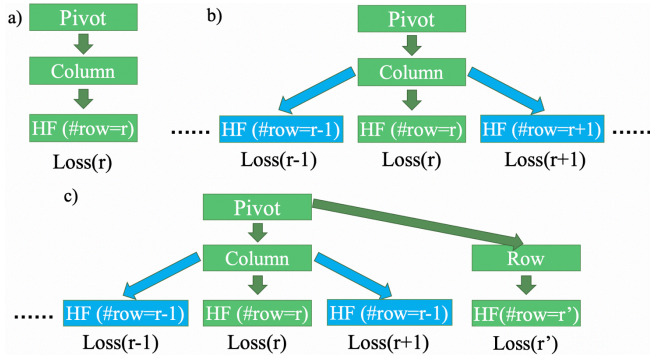 a)
Pivot
Column
HF (#row=r)
Loss(r)
b)
Pivot
Column
...... HF (#row=r-1) HF (#row=r) HF (#row=r+1) ......
Loss(r-1) Loss(r) Loss(r+1)
c)
Pivot
Column Row
...... HF (#row=r-1) HF (#row=r) HF (#row=r-1) HF(#row=r’)
Loss(r-1) Loss(r) Loss(r+1) Loss(r’)